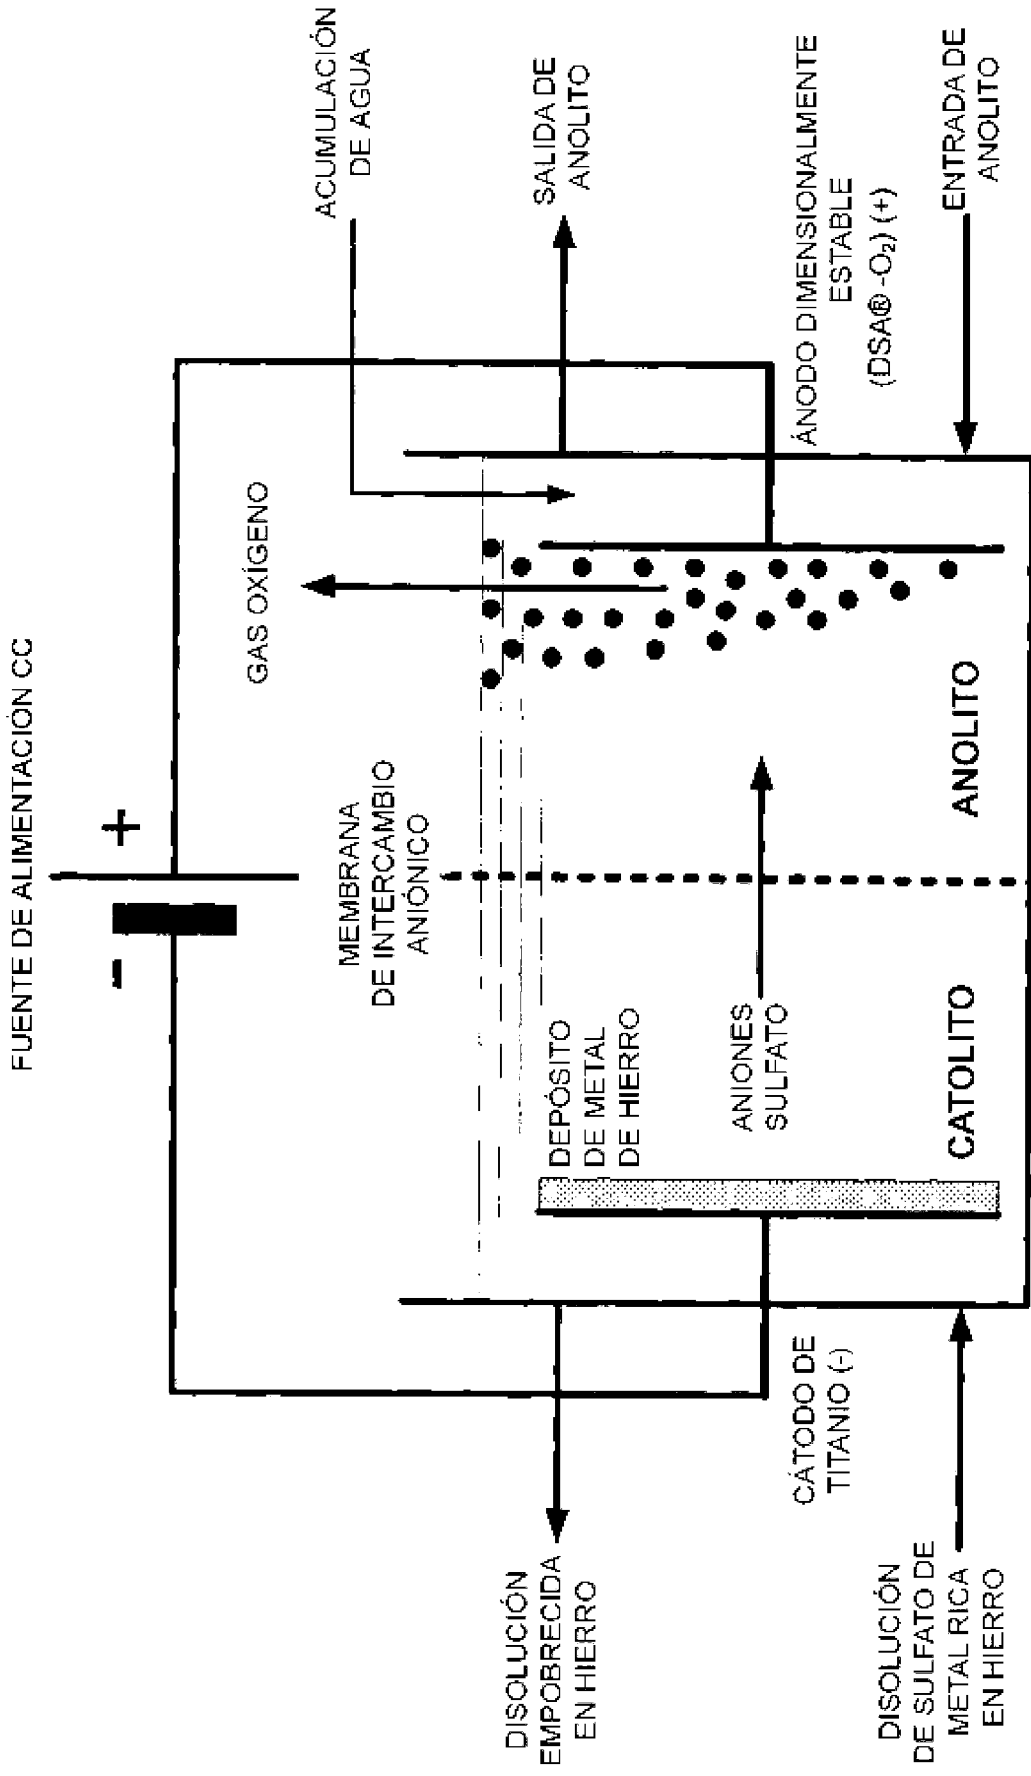 FUENTE DE ALIMENTACIÓN CC
-
+
GAS OXÍGENO
ACUMULACIÓN
DE AGUA
MEMBRANA
DE INTERCAMBIO
ANIÓNICO
SALIDA DE
ANOLITO
DISOLUCIÓN
EMPOBRECIDA
EN HIERRO
DEPÓSITO
DE METAL
DE HIERRO
ANIONES
SULFATO
CÁTODO DE
TITANIO (-)
ÁNODO DIMENSIONALMENTE
ESTABLE
(DSA® -O₂) (+)
DISOLUCIÓN
DE SULFATO DE
METAL RICA
EN HIERRO
CATOLITO
ANOLITO
ENTRADA DE
ANOLITO